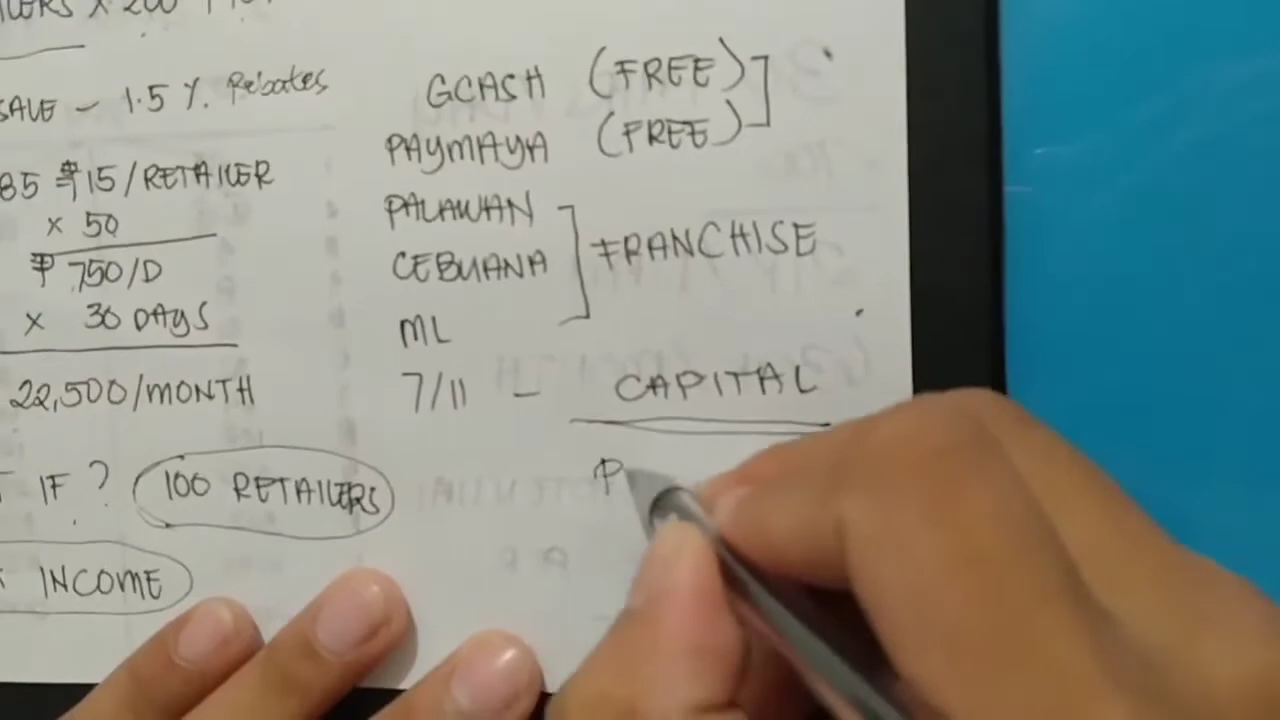 X 200
SALE – 1.5 %. Rebates
85 ₱15/RETAILER
X 50
₱ 750/D
X 30 DAYS
22,500/MONTH
IF ? 100 RETAILERS
INCOME
GCASH (FREE)
PAYMAYA (FREE)
PALAWAN
CEBUANA FRANCHISE
ML
7/11 – CAPITAL
P